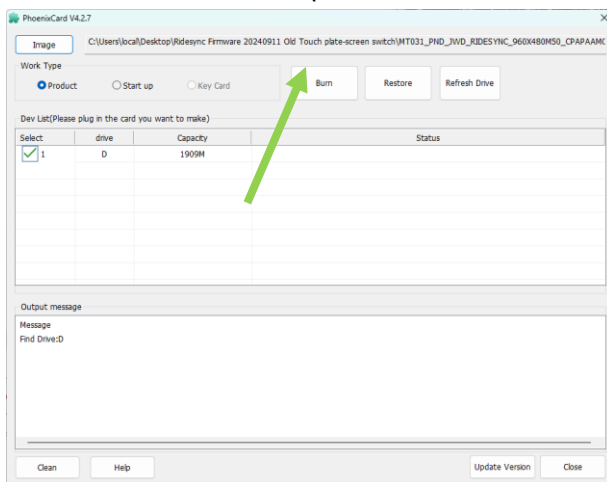 PhoenixCard V4.2.7
Image C:\Users\local\Desktop\Ridesync Firmware 20240911 Old Touch plate-screen switch\MT031_PND_JWD_RIDESYNC_960X480M50_CPAPAAMC
Work Type
Product Start up Key Card Burn Restore Refresh Drive
Dev List(Please plug in the card you want to make)
Select drive Capacity Status
1 D 1909M
Output message
Message
Find Drive:D
Clean Help Update Version Close